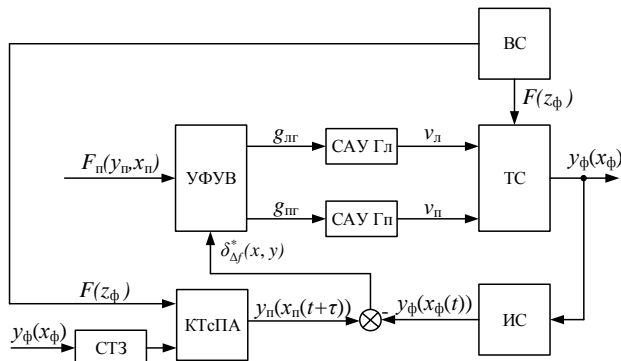 ВС
F(zф)
gлг
САУ Гл
vл
Fп(yп,xп)
УФУВ
ТС
yф(xф)
gпг
САУ Гп
vп
δ*Δf(x, y)
F(zф)
КТсПА
yп(xп(t+τ))
-
yф(xф(t))
ИС
yф(xф)
СТЗ